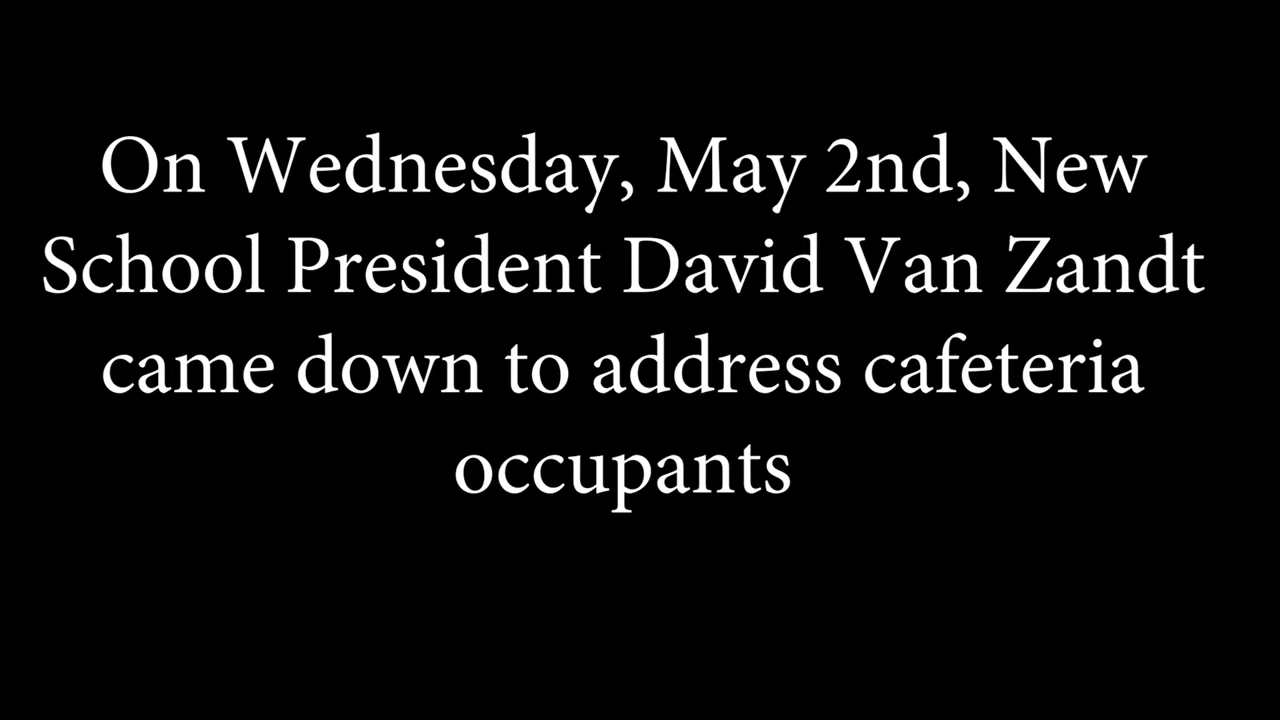 On Wednesday, May 2nd, New
School President David Van Zandt
came down to address cafeteria
occupants